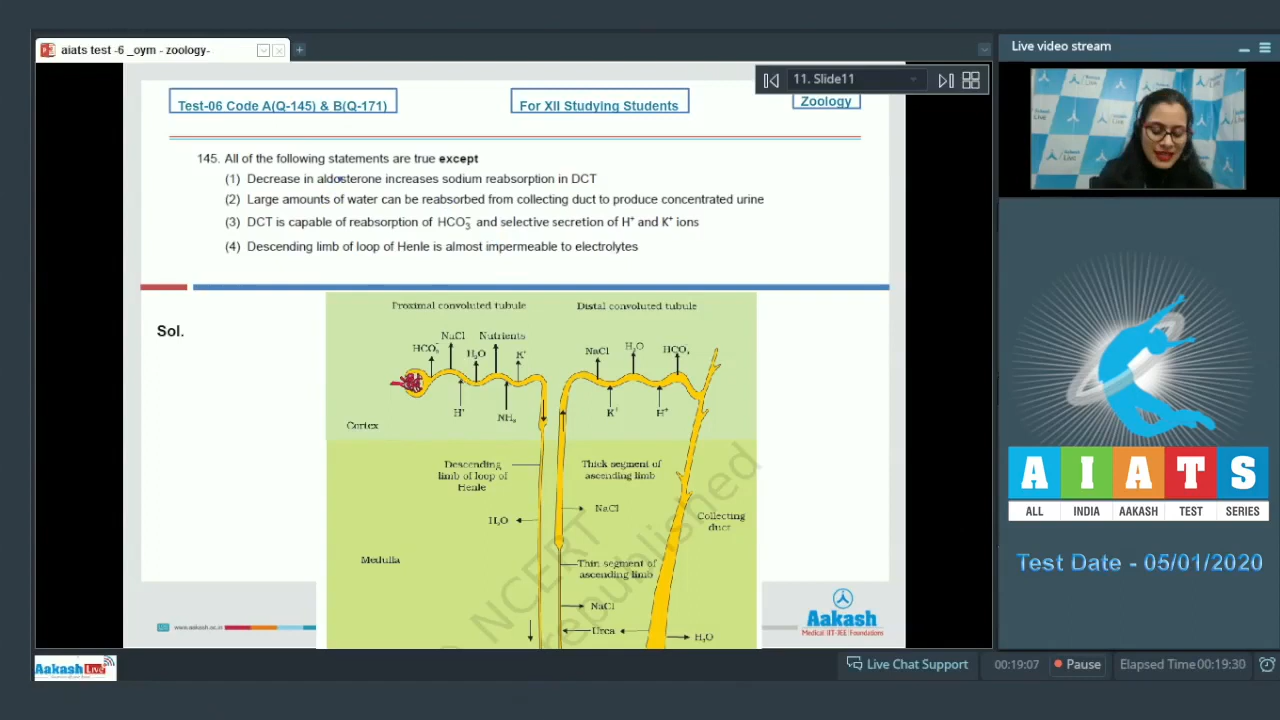 aiats test -6 _oym - zoology-
Live video stream
11. Slide11
Test-06 Code A(Q-145) & B(Q-171)
For XII Studying Students
Zoology
145. All of the following statements are true except
(1) Decrease in aldosterone increases sodium reabsorption in DCT
(2) Large amounts of water can be reabsorbed from collecting duct to produce concentrated urine
(3) DCT is capable of reabsorption of HCO₃⁻ and selective secretion of H⁺ and K⁺ ions
(4) Descending limb of loop of Henle is almost impermeable to electrolytes
Sol.
Proximal convoluted tubule
Distal convoluted tubule
NaCl Nutrients
HCO₃⁻ H₂O K⁺
NaCl H₂O HCO₃⁻
H⁺ NH₃
K⁺ H⁺
Cortex
Descending
limb of loop of
Henle
Thick segment of
ascending limb
H₂O
NaCl
Collecting
duct
Medulla
Thin segment of
ascending limb
NaCl
Urea
H₂O
NCERT
republished
www.aakash.ac.in
Aakash
Medical|IIT-JEE|Foundations
AIATS
ALL INDIA AAKASH TEST SERIES
Test Date - 05/01/2020
Aakash Live
Live Chat Support
00:19:07
Pause
Elapsed Time 00:19:30